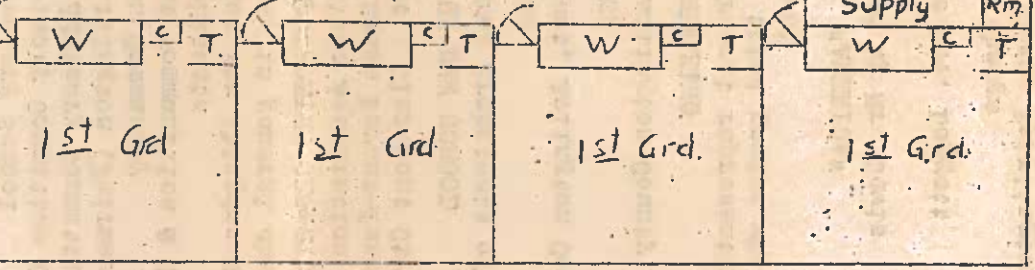 Supply Rm
W C T W C T W C T W C T
1st Grd 1st Grd 1st Grd. 1st Grd.